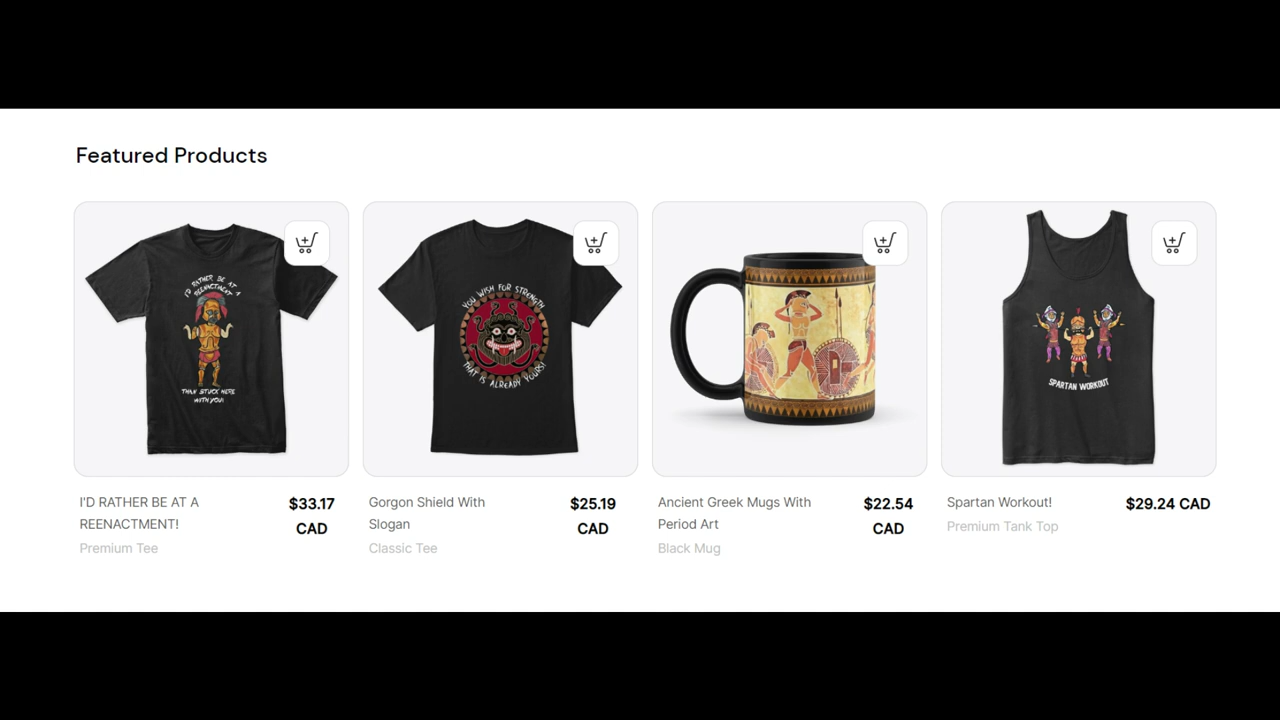 Featured Products
I'D RATHER BE AT A
REENACTMENT
THAN STUCK HERE
WITH YOU!
YOU WISH FOR STRENGTH
THAT IS ALREADY YOURS!
SPARTAN WORKOUT
I'D RATHER BE AT A
REENACTMENT!
$33.17
CAD
Premium Tee
Gorgon Shield With
Slogan
$25.19
CAD
Classic Tee
Ancient Greek Mugs With
Period Art
$22.54
CAD
Black Mug
Spartan Workout!
$29.24 CAD
Premium Tank Top